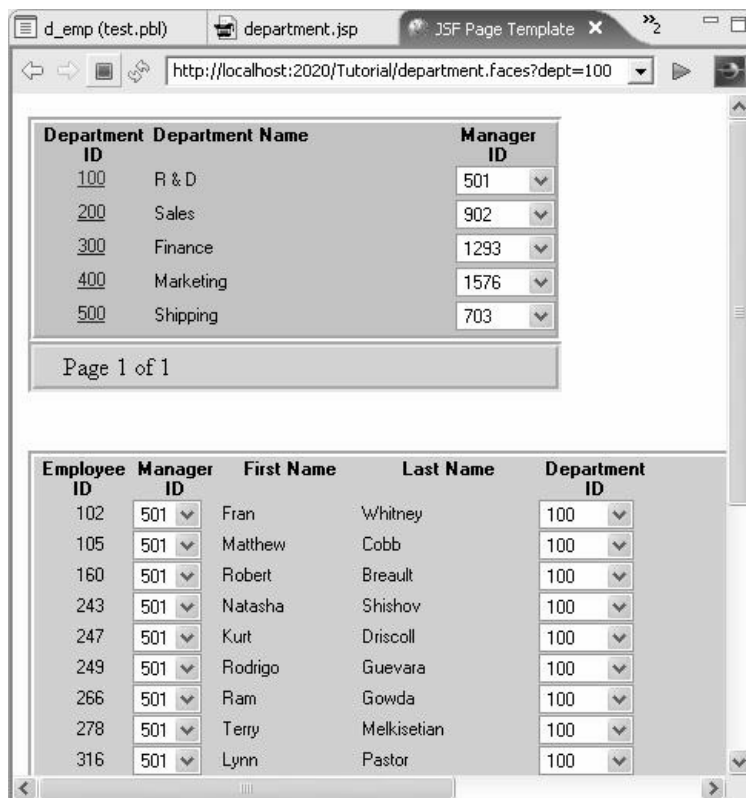 d_emp (test.pbl) department.jsp JSF Page Template »2
http://localhost:2020/Tutorial/department.faces?dept=100
Department ID Department Name Manager ID
100 R & D 501
200 Sales 902
300 Finance 1293
400 Marketing 1576
500 Shipping 703
Page 1 of 1
Employee ID Manager ID First Name Last Name Department ID
102 501 Fran Whitney 100
105 501 Matthew Cobb 100
160 501 Robert Breault 100
243 501 Natasha Shishov 100
247 501 Kurt Driscoll 100
249 501 Rodrigo Guevara 100
266 501 Ram Gowda 100
278 501 Terry Melkisetian 100
316 501 Lynn Pastor 100